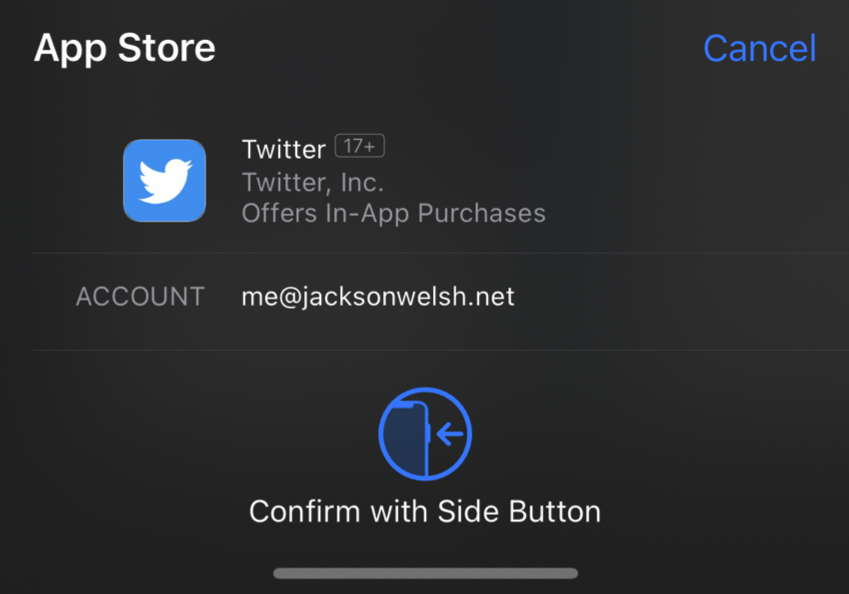 App Store Cancel
Twitter 17+
Twitter, Inc.
Offers In-App Purchases
ACCOUNT me@jacksonwelsh.net
Confirm with Side Button